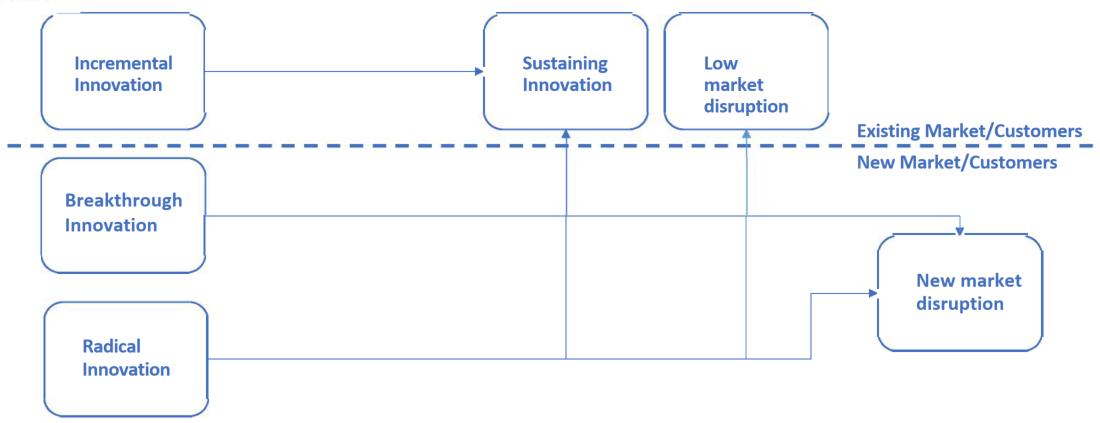 Incremental
Innovation
Sustaining
Innovation
Low
market
disruption
Existing Market/Customers
New Market/Customers
Breakthrough
Innovation
New market
disruption
Radical
Innovation